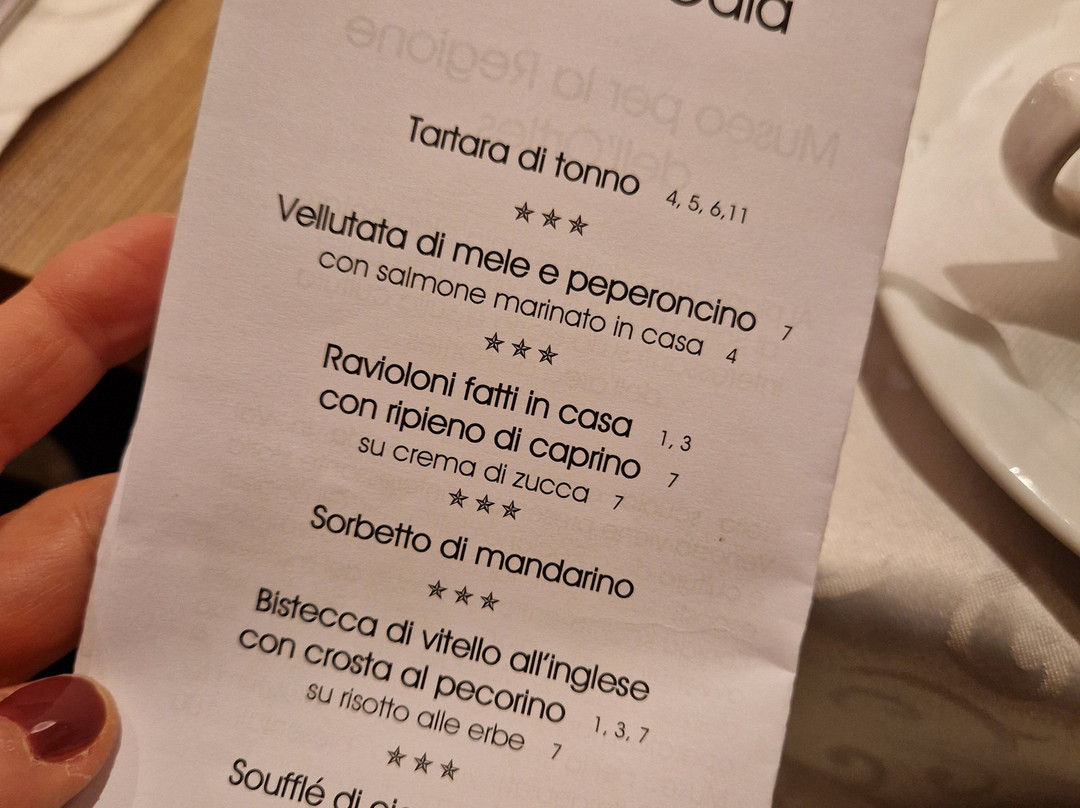 Tartara di tonno 4, 5, 6,11
✯✯✯
Vellutata di mele e peperoncino 7
con salmone marinato in casa 4
✯✯✯
Ravioloni fatti in casa 1, 3
con ripieno di caprino 7
su crema di zucca 7
✯✯✯
Sorbetto di mandarino
✯✯✯
Bistecca di vitello all'inglese
con crosta al pecorino 1, 3, 7
su risotto alle erbe 7
✯✯✯
Soufflé di